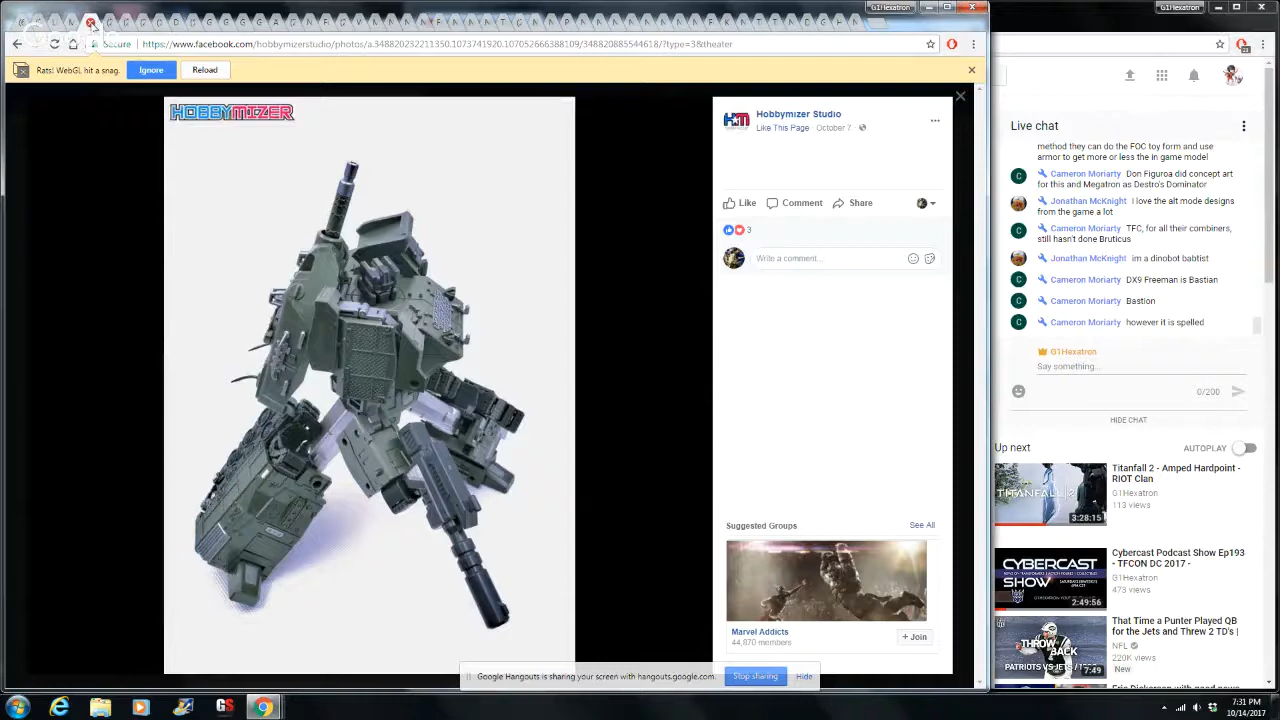 G1Hexatron
G1Hexatron
Secure
https://www.facebook.com/hobbymizerstudio/photos/a.348820252211350.1073741920.107052666388109/348820885544618/?type=3&theater
Rats! WebGL hit a snag.
Ignore
Reload
HOBBYMIZER
Hobbymizer Studio
Like This Page · October 7 ·
Like
Comment
Share
3
Write a comment...
Suggested Groups
See All
Marvel Addicts
44,870 members
+ Join
Google Hangouts is sharing your screen with hangouts.google.com.
Stop sharing
Hide
Live chat
method they can do the FOC toy form and use
armor to get more or less the in game model
Cameron Moriarty Don Figuroa did concept art
for this and Megatron as Destro's Dominator
Jonathan McKnight I love the alt mode designs
from the game a lot
Cameron Moriarty TFC, for all their combiners,
still hasn't done Bruticus
Jonathan McKnight im a dinobot babtist
Cameron Moriarty DX9 Freeman is Bastian
Cameron Moriarty Bastion
Cameron Moriarty however it is spelled
G1Hexatron
Say something...
0/200
HIDE CHAT
Up next
AUTOPLAY
Titanfall 2 - Amped Hardpoint -
RIOT Clan
G1Hexatron
113 views
3:28:15
Cybercast Podcast Show Ep193
- TFCON DC 2017 -
G1Hexatron
473 views
CYBERCAST
SHOW
2:49:56
That Time a Punter Played QB
for the Jets and Threw 2 TD's |
NFL
220K views
New
THROW
BACK
PATRIOTS VS JETS
7:49
7:31 PM
10/14/2017